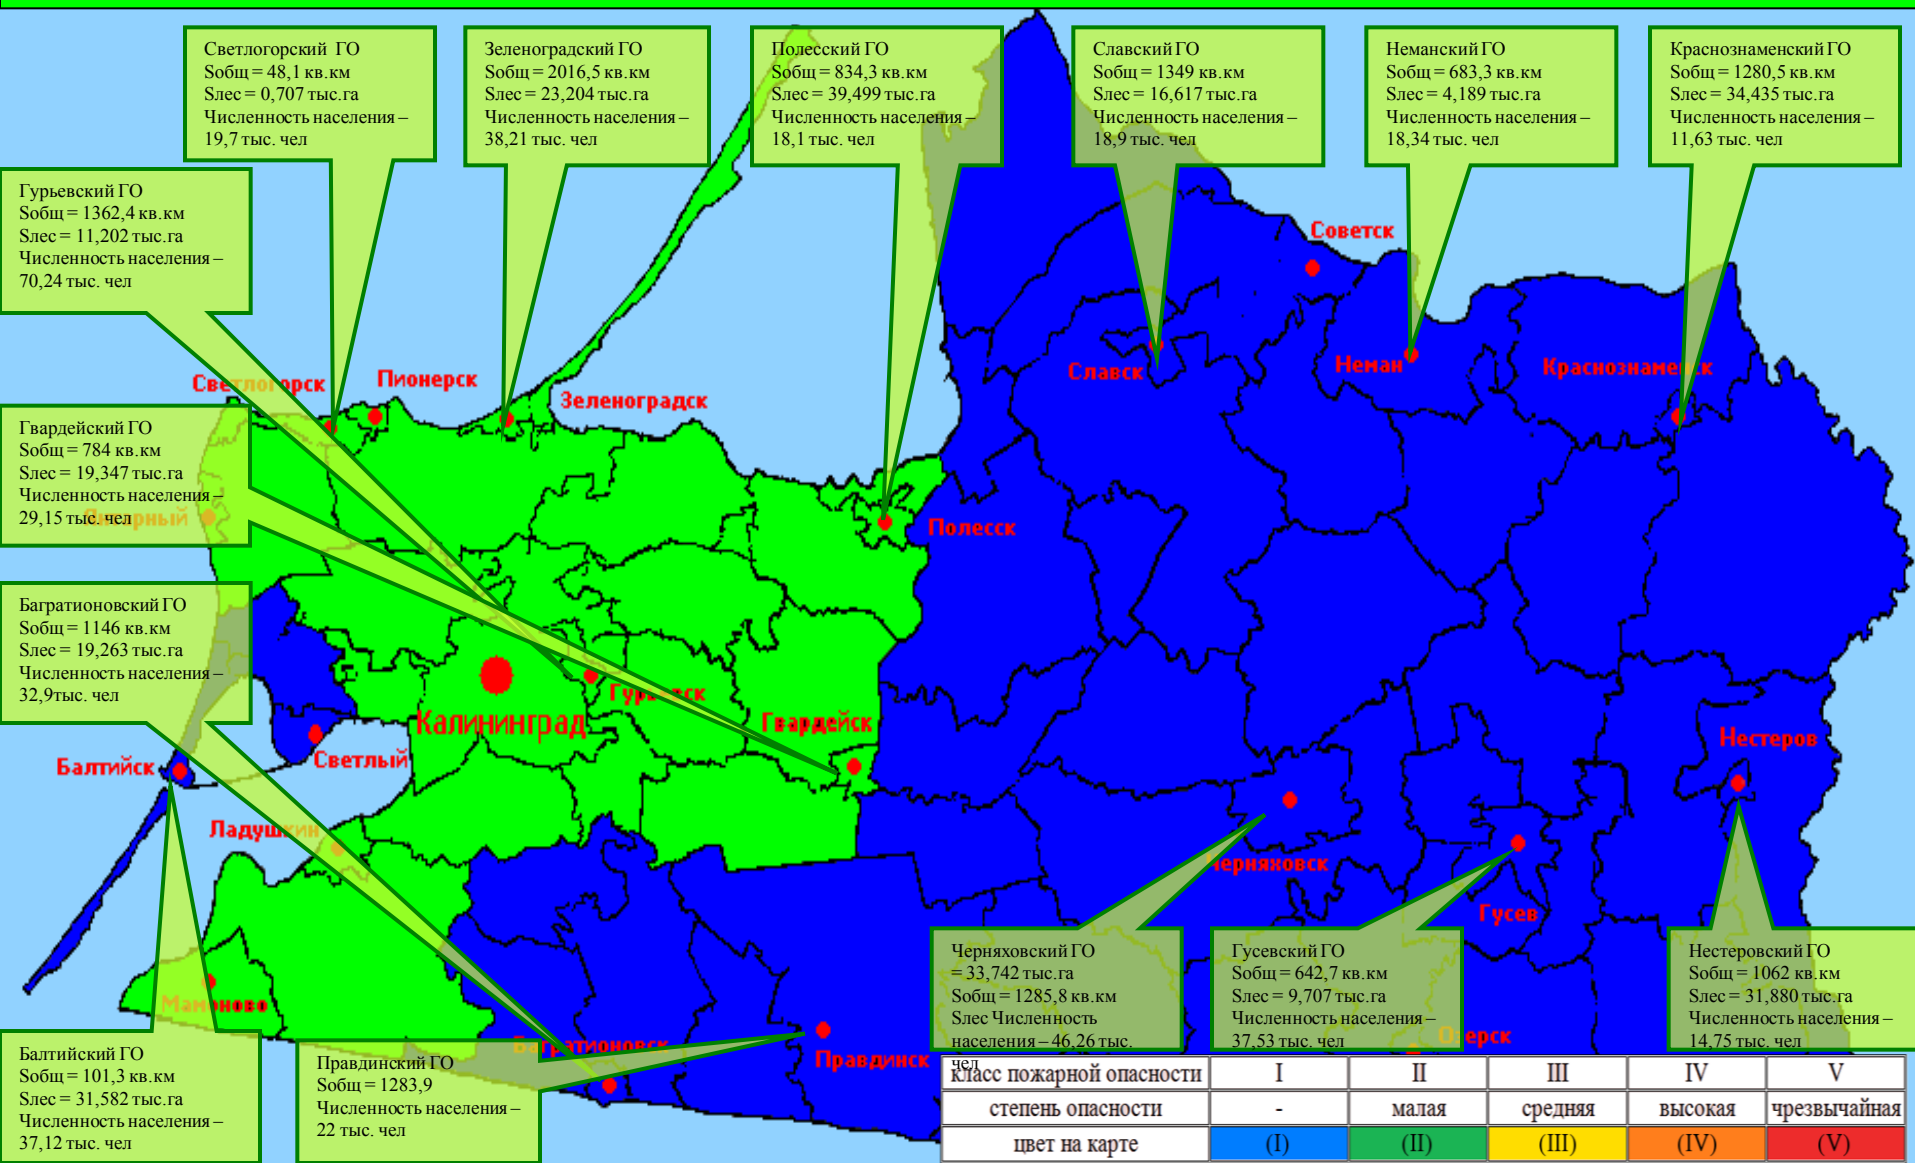 Светлогорский ГО
Sобщ = 48,1 кв.км
Sлес = 0,707 тыс.га
Численность населения –
19,7 тыс. чел
Зеленоградский ГО
Sобщ = 2016,5 кв.км
Sлес = 23,204 тыс.га
Численность населения –
38,21 тыс. чел
Полесский ГО
Sобщ = 834,3 кв.км
Sлес = 39,499 тыс.га
Численность населения –
18,1 тыс. чел
Славский ГО
Sобщ = 1349 кв.км
Sлес = 16,617 тыс.га
Численность населения –
18,9 тыс. чел
Неманский ГО
Sобщ = 683,3 кв.км
Sлес = 4,189 тыс.га
Численность населения –
18,34 тыс. чел
Краснознаменский ГО
Sобщ = 1280,5 кв.км
Sлес = 34,435 тыс.га
Численность населения –
11,63 тыс. чел
Гурьевский ГО
Sобщ = 1362,4 кв.км
Sлес = 11,202 тыс.га
Численность населения –
70,24 тыс. чел
Советск
Светлогорск
Пионерск
Зеленоградск
Славск
Неман
Краснознаменск
Гвардейский ГО
Sобщ = 784 кв.км
Sлес = 19,347 тыс.га
Численность населения –
29,15 тыс. чел
Янтарный
Полесск
Багратионовский ГО
Sобщ = 1146 кв.км
Sлес = 19,263 тыс.га
Численность населения –
32,9тыс. чел
Гурьевск
Калининград
Гвардейск
Нестеров
Балтийск
Светлый
Ладушкин
Черняховск
Гусев
Мамоново
Багратионовск
Правдинск
Озерск
Черняховский ГО
= 33,742 тыс.га
Sобщ = 1285,8 кв.км
Sлес Численность
населения – 46,26 тыс.
чел
Гусевский ГО
Sобщ = 642,7 кв.км
Sлес = 9,707 тыс.га
Численность населения –
37,53 тыс. чел
Нестеровский ГО
Sобщ = 1062 кв.км
Sлес = 31,880 тыс.га
Численность населения –
14,75 тыс. чел
Балтийский ГО
Sобщ = 101,3 кв.км
Sлес = 31,582 тыс.га
Численность населения –
37,12 тыс. чел
Правдинский ГО
Sобщ = 1283,9
Численность населения –
22 тыс. чел
класс пожарной опасности I II III IV V
степень опасности - малая средняя высокая чрезвычайная
цвет на карте (I) (II) (III) (IV) (V)